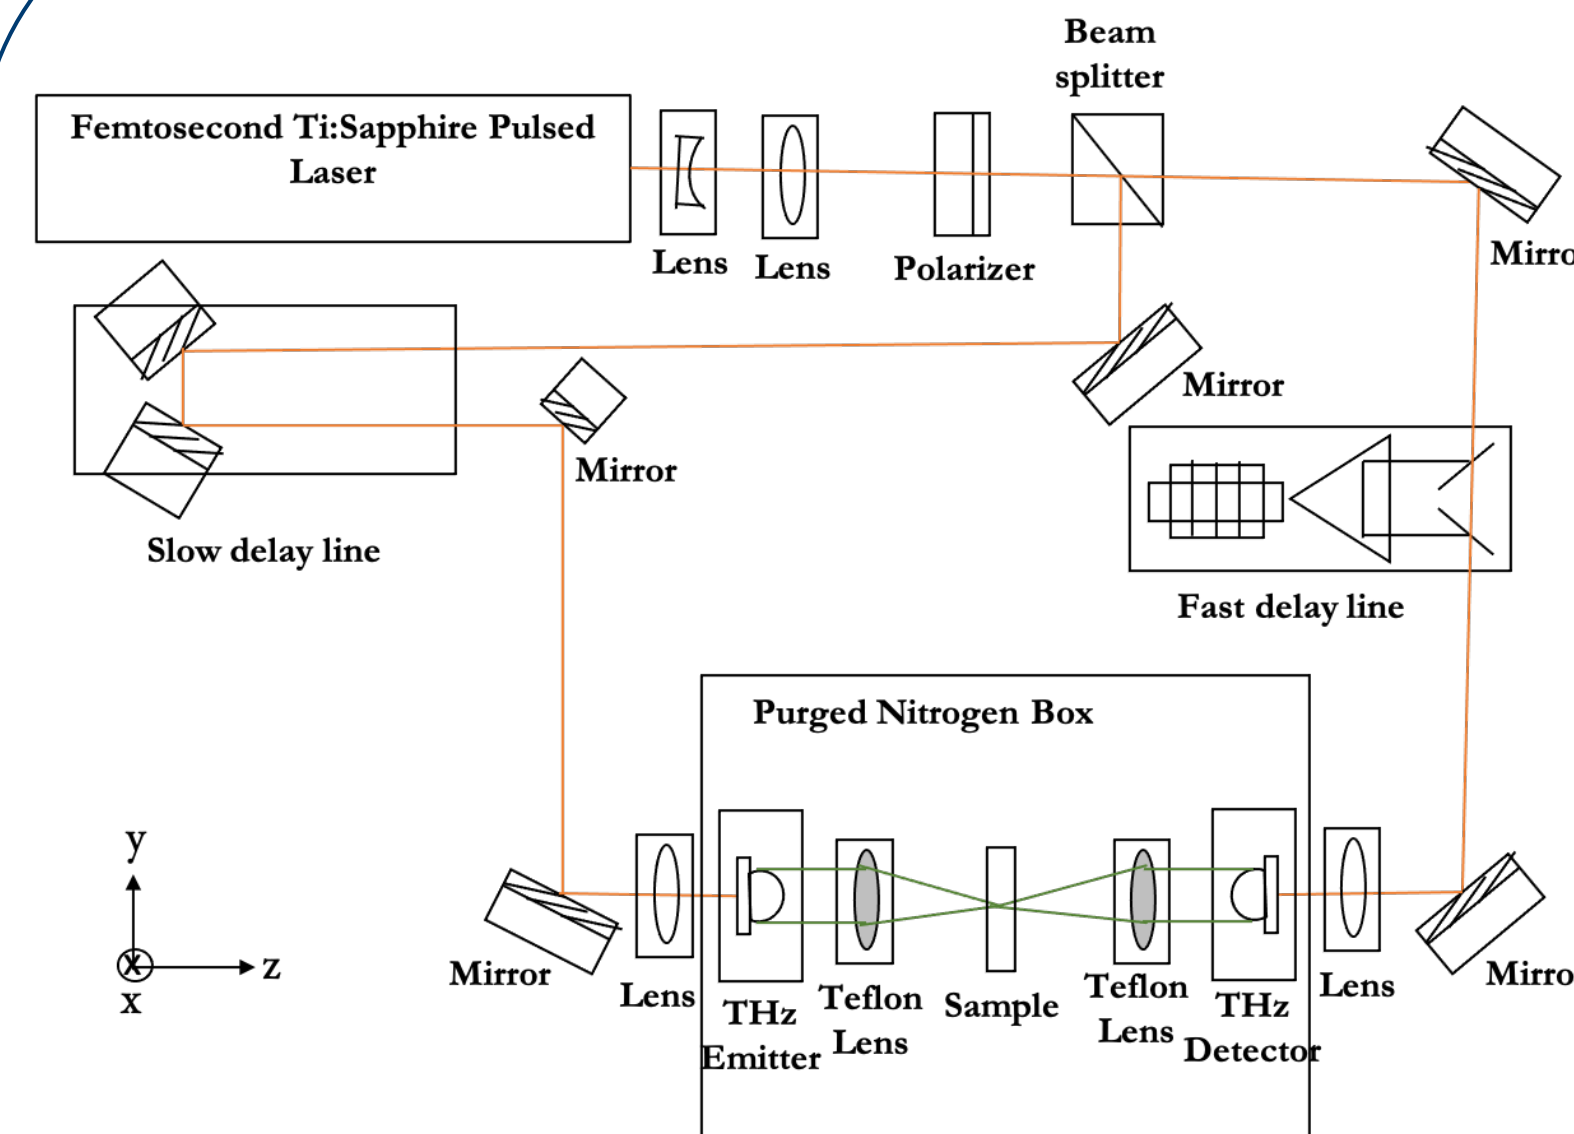 Beam
splitter
Femtosecond Ti:Sapphire Pulsed
Laser
Lens
Lens
Polarizer
Mirro
Mirror
Mirror
Slow delay line
Fast delay line
Purged Nitrogen Box
y
z
x
x
Mirror
Lens
THz
Emitter
Teflon
Lens
Sample
Teflon
Lens
THz
Detector
Lens
Mirro